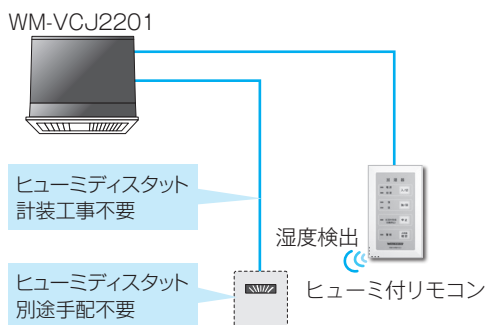 WM-VCJ2201
ヒューミディスタット
計装工事不要
湿度検出
ヒューミディスタット
別途手配不要
ヒューミ付リモコン